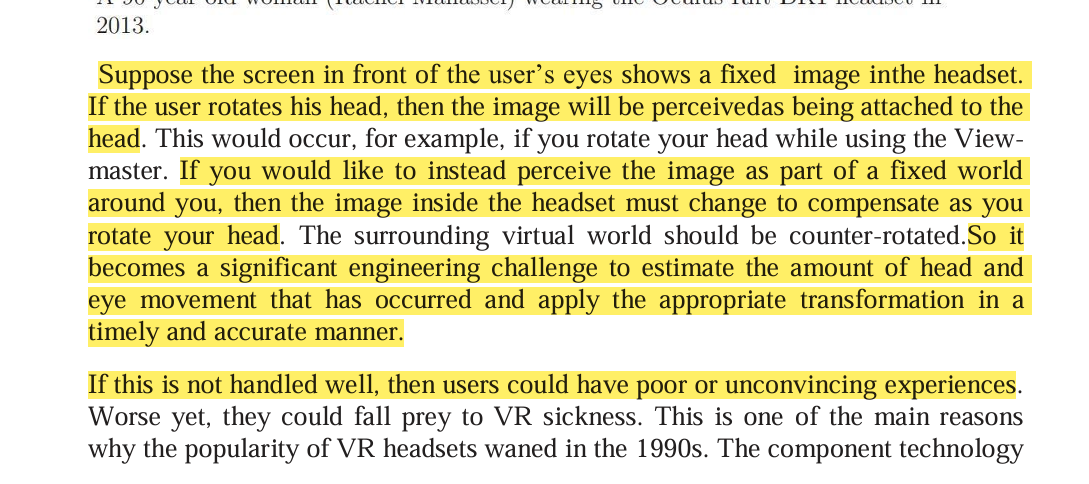 2013.
Suppose the screen in front of the user's eyes shows a fixed image inthe headset.
If the user rotates his head, then the image will be perceivedas being attached to the
head. This would occur, for example, if you rotate your head while using the View-
master. If you would like to instead perceive the image as part of a fixed world
around you, then the image inside the headset must change to compensate as you
rotate your head. The surrounding virtual world should be counter-rotated.So it
becomes a significant engineering challenge to estimate the amount of head and
eye movement that has occurred and apply the appropriate transformation in a
timely and accurate manner.
If this is not handled well, then users could have poor or unconvincing experiences.
Worse yet, they could fall prey to VR sickness. This is one of the main reasons
why the popularity of VR headsets waned in the 1990s. The component technology